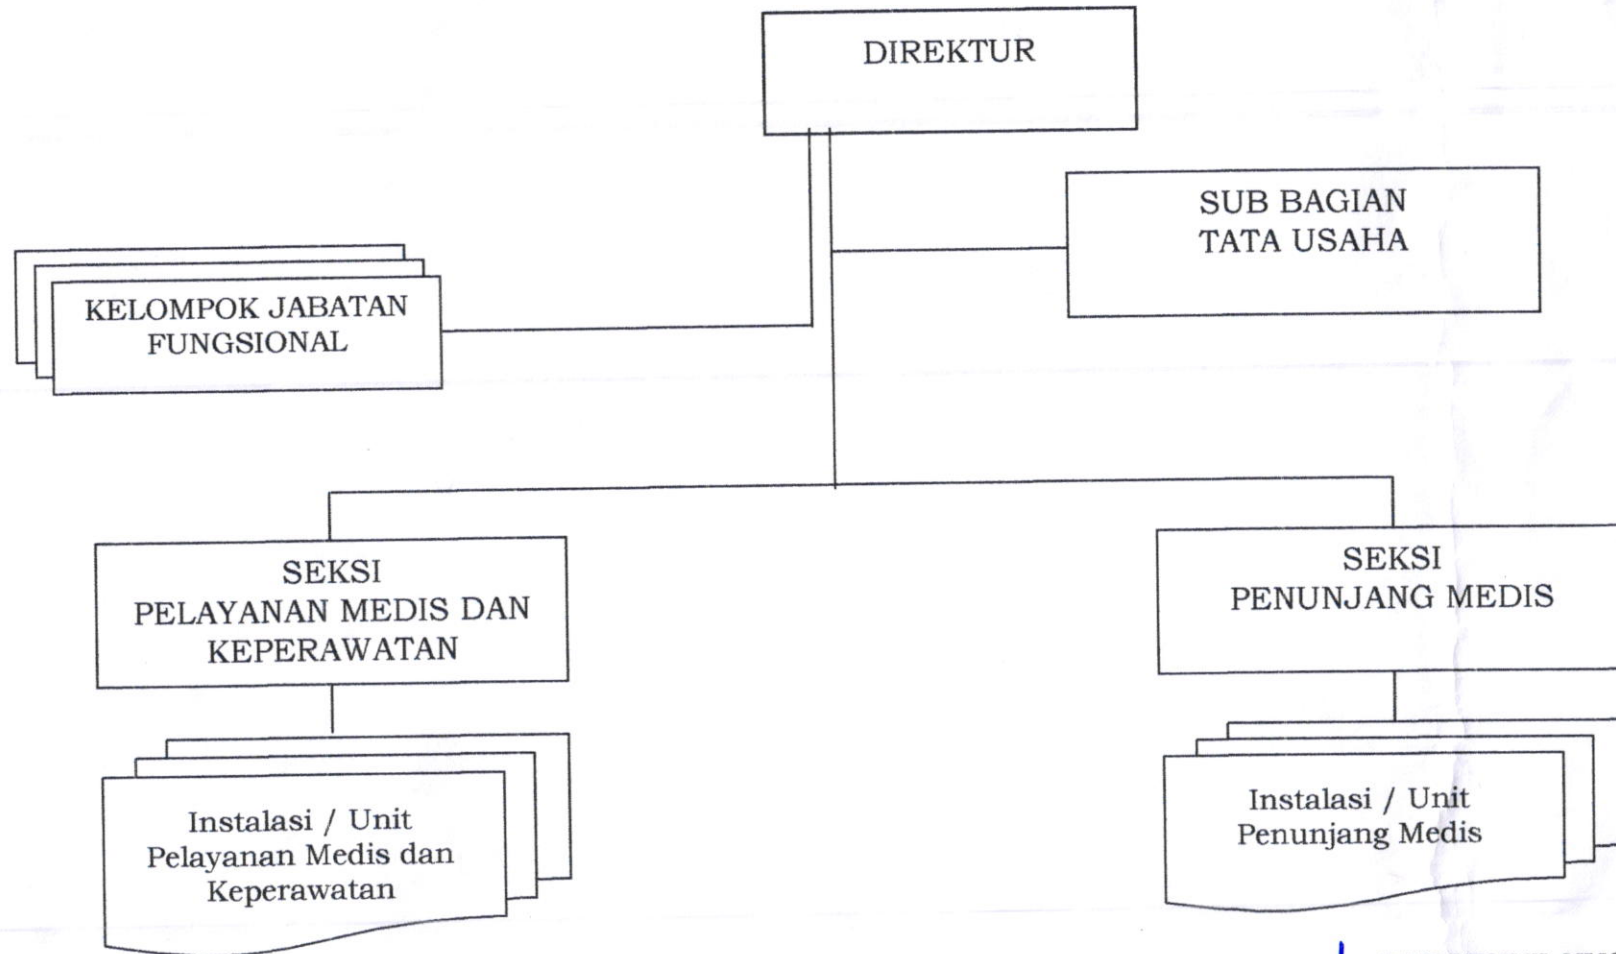 DIREKTUR
SUB BAGIAN
TATA USAHA
KELOMPOK JABATAN
FUNGSIONAL
SEKSI
PELAYANAN MEDIS DAN
KEPERAWATAN
SEKSI
PENUNJANG MEDIS
Instalasi / Unit
Pelayanan Medis dan
Keperawatan
Instalasi / Unit
Penunjang Medis